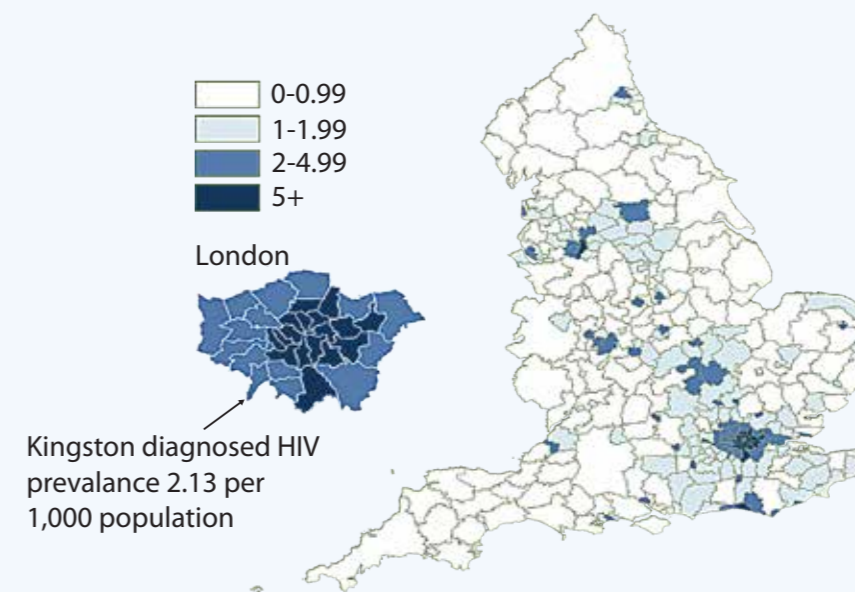 0-0.99
1-1.99
2-4.99
5+
London
Kingston diagnosed HIV
prevalance 2.13 per
1,000 population